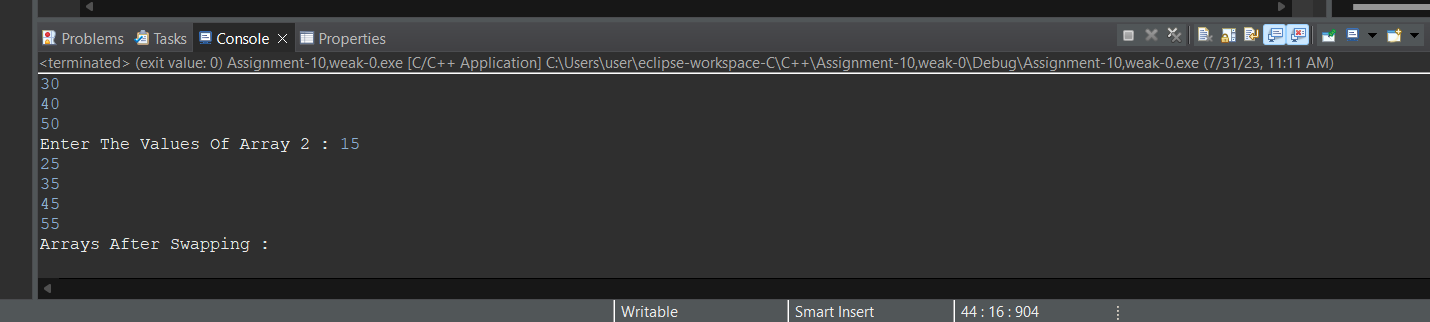 Problems Tasks Console Properties
<terminated> (exit value: 0) Assignment-10,weak-0.exe [C/C++ Application] C:\Users\user\eclipse-workspace-C\C++\Assignment-10,weak-0\Debug\Assignment-10,weak-0.exe (7/31/23, 11:11 AM)
30
40
50
Enter The Values Of Array 2 : 15
25
35
45
55
Arrays After Swapping :
Writable Smart Insert 44 : 16 : 904